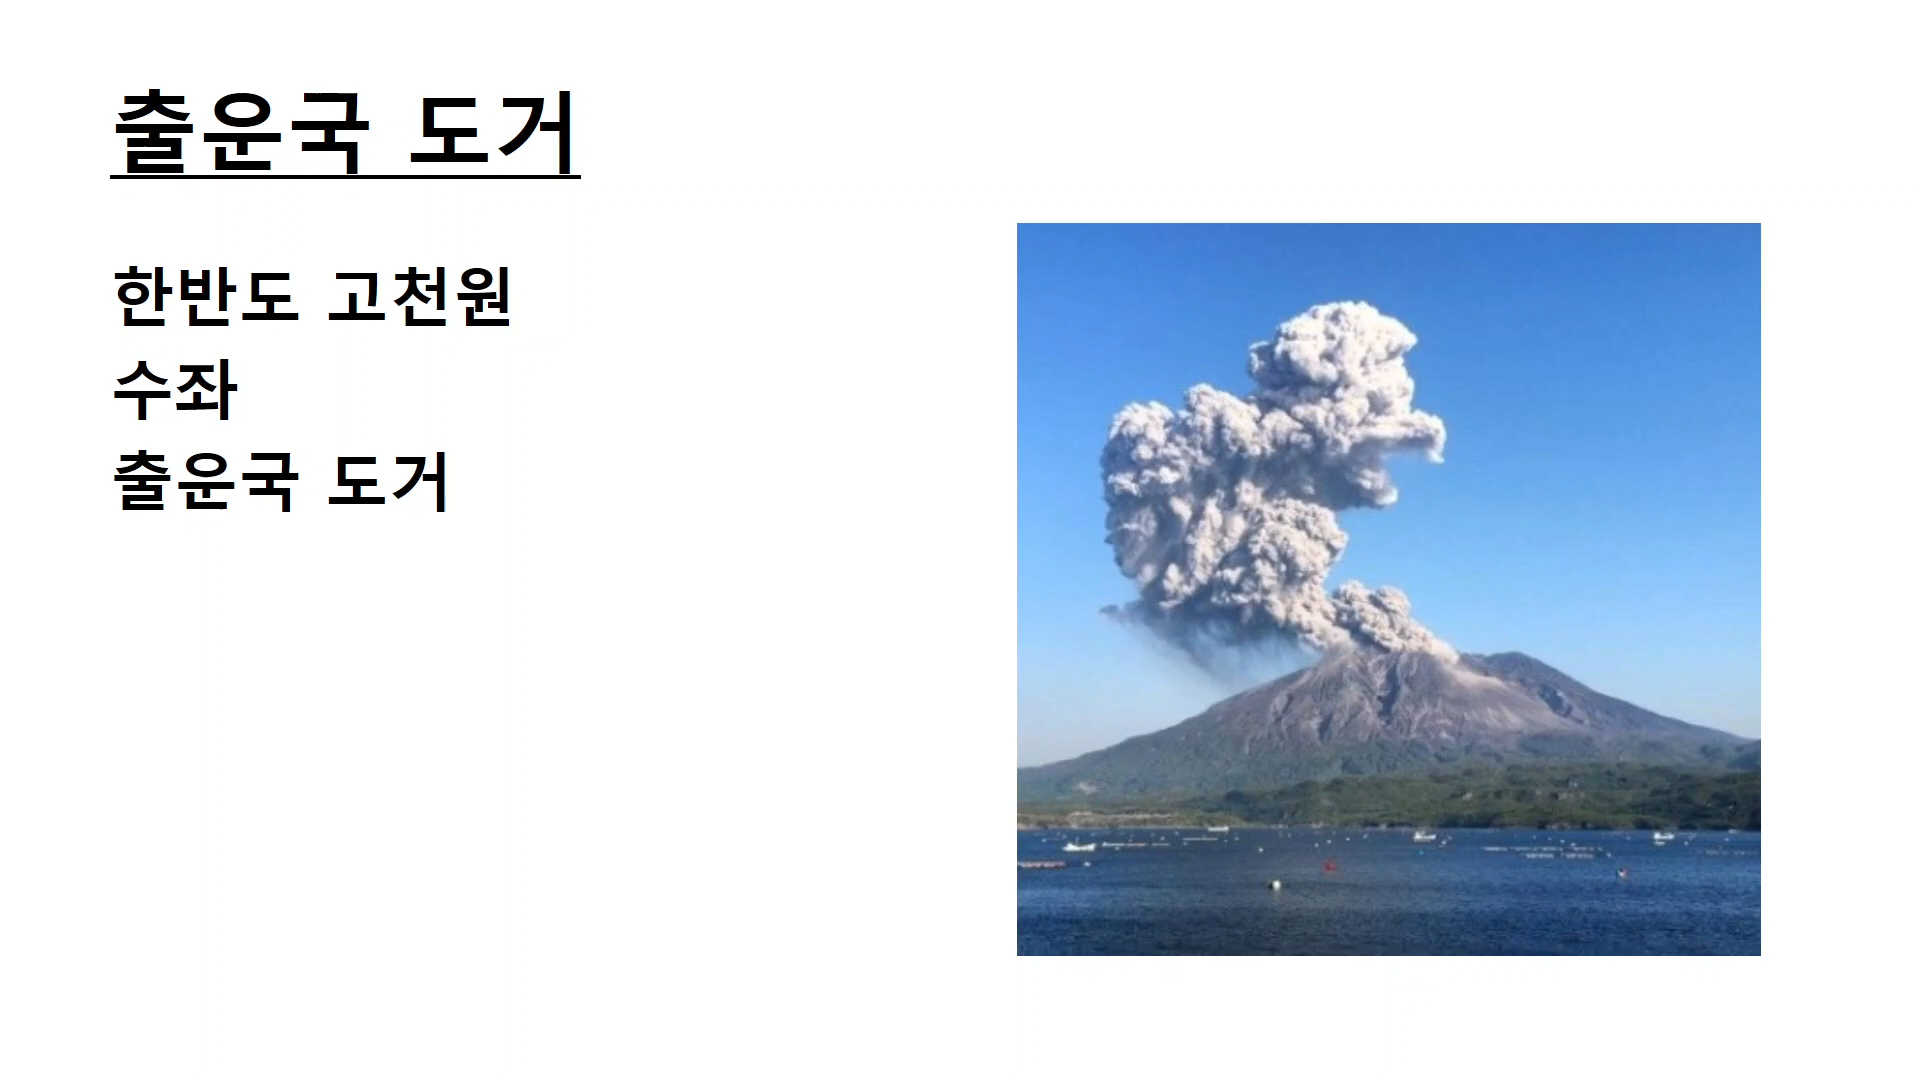 출운국 도거
한반도 고천원
수좌
출운국 도거